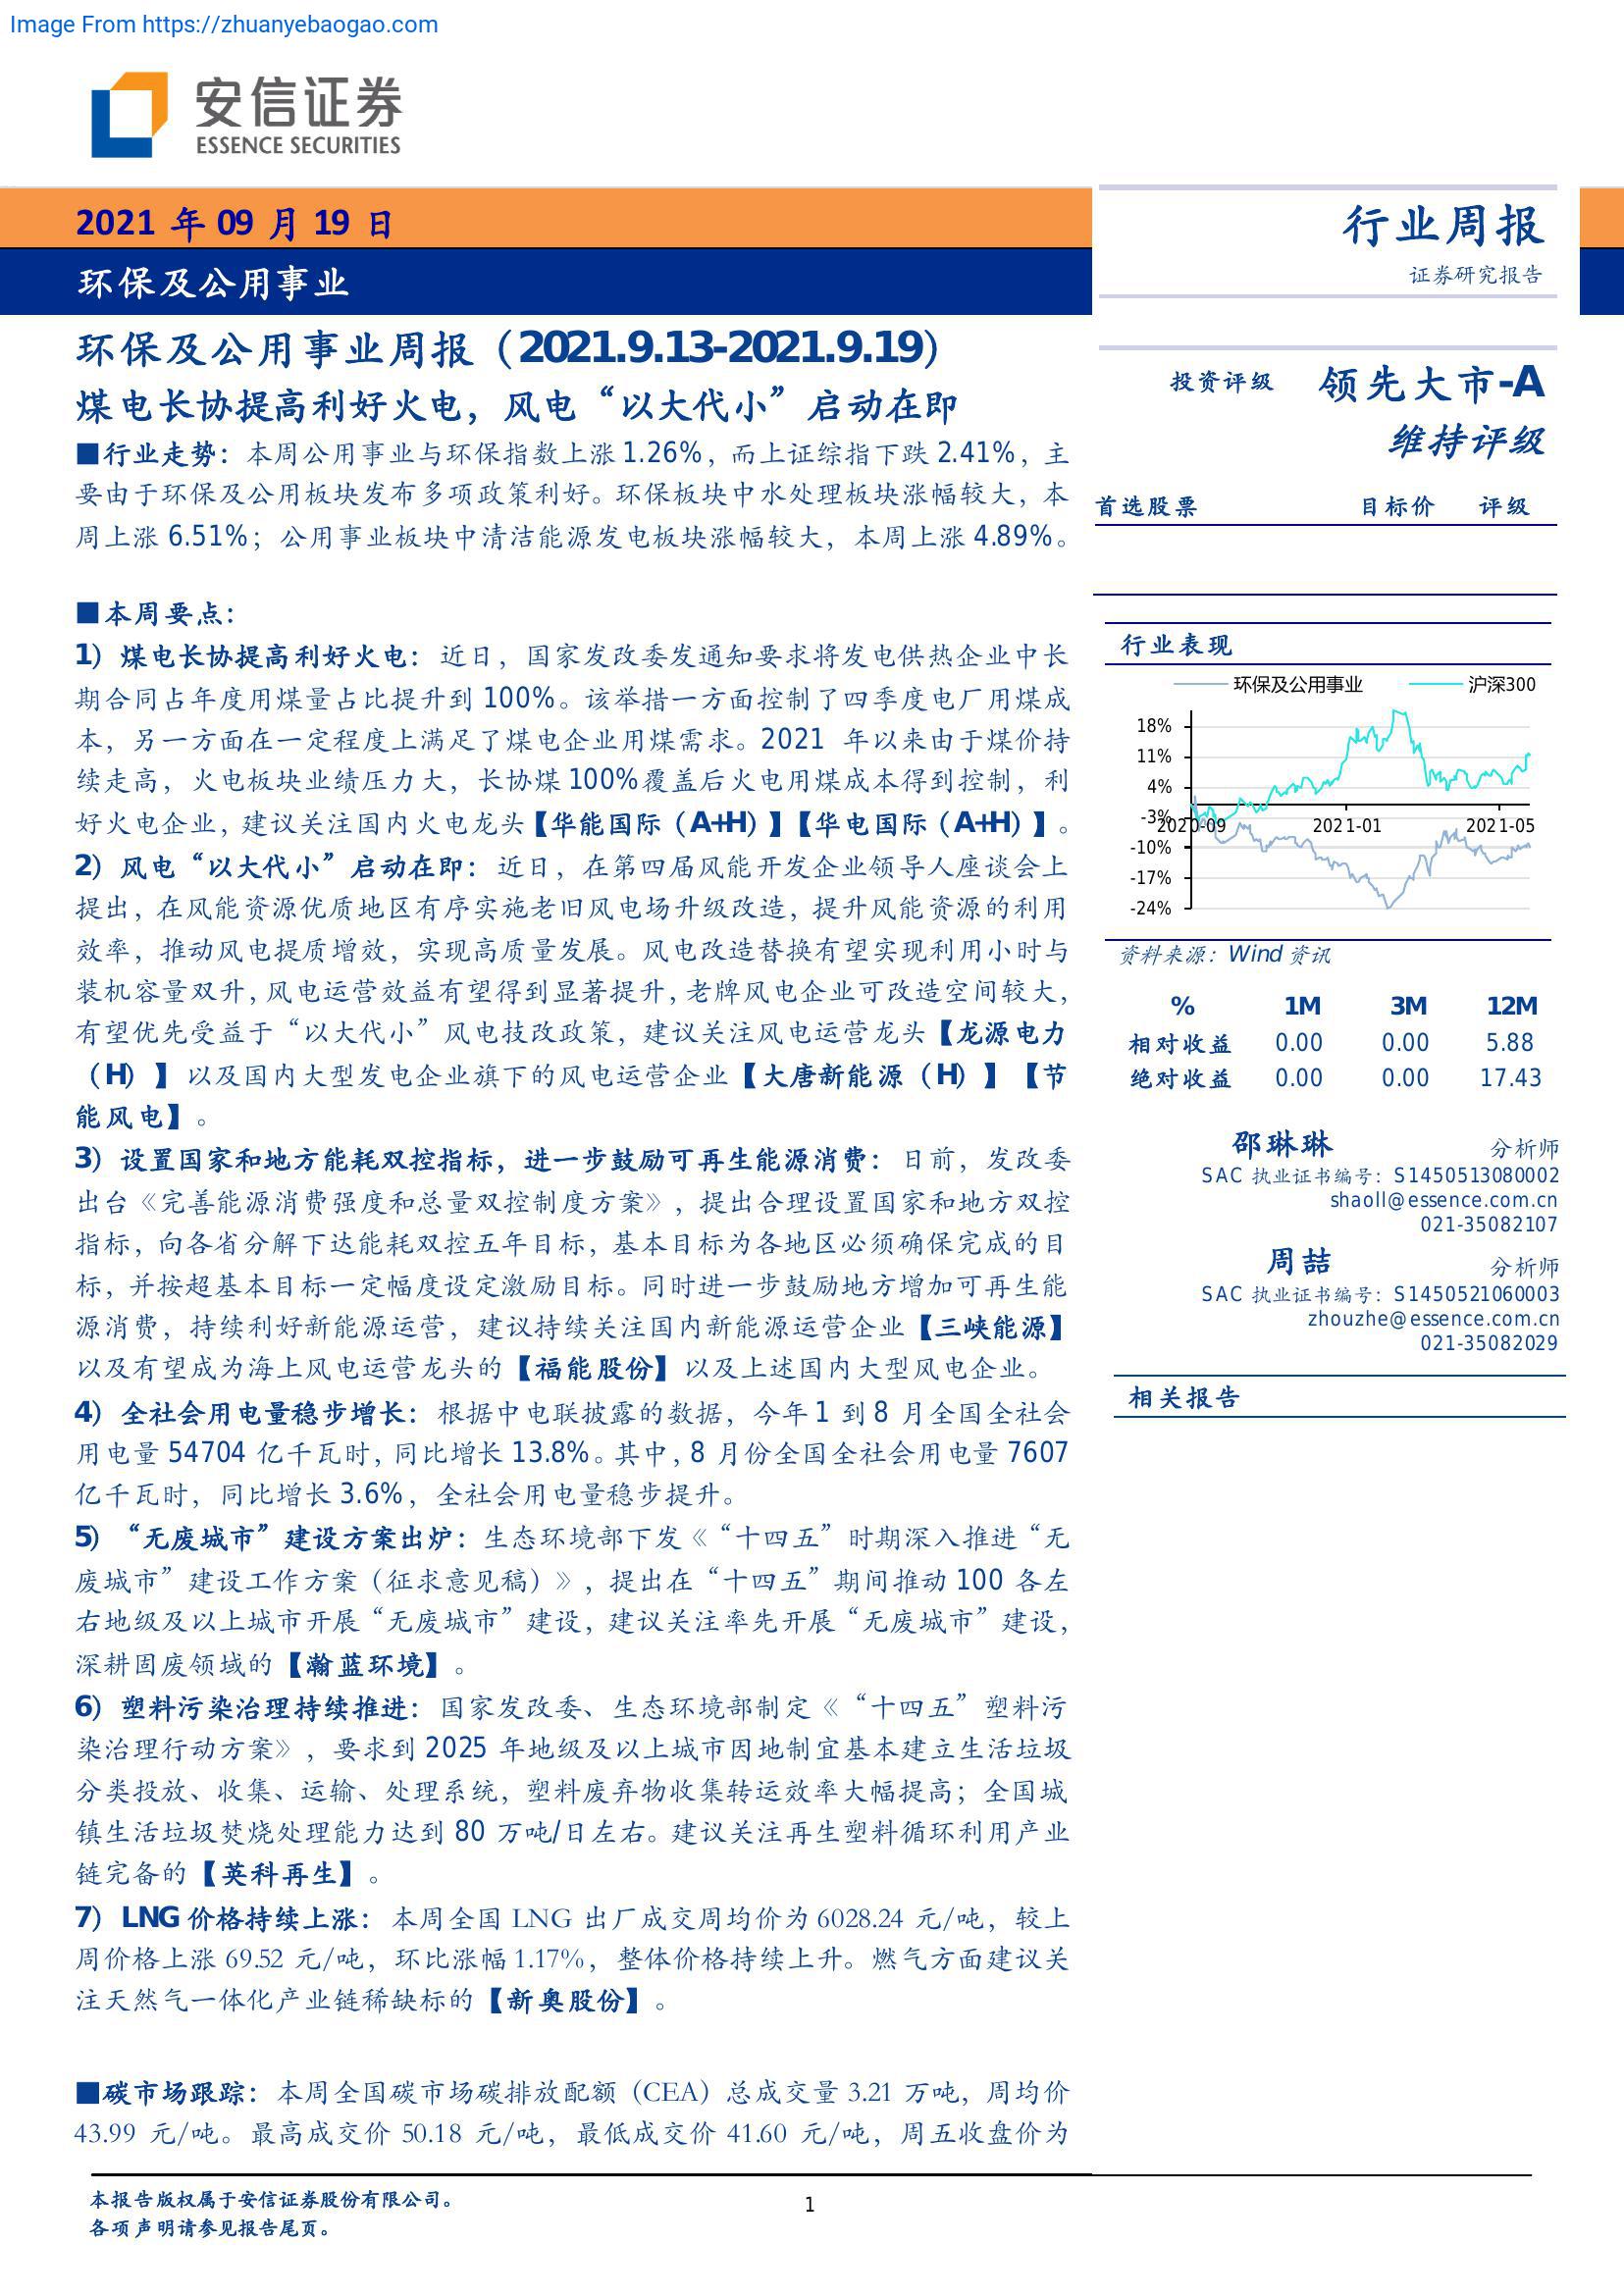 Image From https://zhuanyebaogao.com
安信证券
ESSENCE SECURITIES
2021 年 09 月 19 日
环保及公用事业
环保及公用事业周报（2021.9.13-2021.9.19）
煤电长协提高利好火电，风电“以大代小”启动在即
■行业走势：本周公用事业与环保指数上涨 1.26%，而上证综指下跌 2.41%，主
要由于环保及公用板块发布多项政策利好。环保板块中水处理板块涨幅较大，本
周上涨 6.51%；公用事业板块中清洁能源发电板块涨幅较大，本周上涨 4.89%。
■本周要点：
1）煤电长协提高利好火电：近日，国家发改委发通知要求将发电供热企业中长
期合同占年度用煤量占比提升到 100%。该举措一方面控制了四季度电厂用煤成
本，另一方面在一定程度上满足了煤电企业用煤需求。2021 年以来由于煤价持
续走高，火电板块业绩压力大，长协煤 100%覆盖后火电用煤成本得到控制，利
好火电企业，建议关注国内火电龙头【华能国际（A+H）】【华电国际（A+H）】。
2）风电“以大代小”启动在即：近日，在第四届风能开发企业领导人座谈会上
提出，在风能资源优质地区有序实施老旧风电场升级改造，提升风能资源的利用
效率，推动风电提质增效，实现高质量发展。风电改造替换有望实现利用小时与
装机容量双升，风电运营效益有望得到显著提升，老牌风电企业可改造空间较大，
有望优先受益于“以大代小”风电技改政策，建议关注风电运营龙头【龙源电力
（H）】以及国内大型发电企业旗下的风电运营企业【大唐新能源（H）】【节
能风电】。
3）设置国家和地方能耗双控指标，进一步鼓励可再生能源消费：日前，发改委
出台《完善能源消费强度和总量双控制度方案》，提出合理设置国家和地方双控
指标，向各省分解下达能耗双控五年目标，基本目标为各地区必须确保完成的目
标，并按超基本目标一定幅度设定激励目标。同时进一步鼓励地方增加可再生能
源消费，持续利好新能源运营，建议持续关注国内新能源运营企业【三峡能源】
以及有望成为海上风电运营龙头的【福能股份】以及上述国内大型风电企业。
4）全社会用电量稳步增长：根据中电联披露的数据，今年 1 到 8 月全国全社会
用电量 54704 亿千瓦时，同比增长 13.8%。其中，8 月份全国全社会用电量 7607
亿千瓦时，同比增长 3.6%，全社会用电量稳步提升。
5）“无废城市”建设方案出炉：生态环境部下发《“十四五”时期深入推进“无
废城市”建设工作方案（征求意见稿）》，提出在“十四五”期间推动 100 各左
右地级及以上城市开展“无废城市”建设，建议关注率先开展“无废城市”建设，
深耕固废领域的【瀚蓝环境】。
6）塑料污染治理持续推进：国家发改委、生态环境部制定《“十四五”塑料污
染治理行动方案》，要求到 2025 年地级及以上城市因地制宜基本建立生活垃圾
分类投放、收集、运输、处理系统，塑料废弃物收集转运效率大幅提高；全国城
镇生活垃圾焚烧处理能力达到 80 万吨/日左右。建议关注再生塑料循环利用产业
链完备的【英科再生】。
7）LNG 价格持续上涨：本周全国 LNG 出厂成交周均价为 6028.24 元/吨，较上
周价格上涨 69.52 元/吨，环比涨幅 1.17%，整体价格持续上升。燃气方面建议关
注天然气一体化产业链稀缺标的【新奥股份】。
■碳市场跟踪：本周全国碳市场碳排放配额（CEA）总成交量 3.21 万吨，周均价
43.99 元/吨。最高成交价 50.18 元/吨，最低成交价 41.60 元/吨，周五收盘价为
行业周报
证券研究报告
投资评级 领先大市-A
维持评级
首选股票 目标价 评级
行业表现
环保及公用事业 沪深300
18%
11%
4%
-3%
2020-09 2021-01 2021-05
-10%
-17%
-24%
资料来源：Wind 资讯
% 1M 3M 12M
相对收益 0.00 0.00 5.88
绝对收益 0.00 0.00 17.43
邵琳琳 分析师
SAC 执业证书编号：S1450513080002
shaoll@essence.com.cn
021-35082107
周喆 分析师
SAC 执业证书编号：S1450521060003
zhouzhe@essence.com.cn
021-35082029
相关报告
本报告版权属于安信证券股份有限公司。
各项声明请参见报告尾页。
1